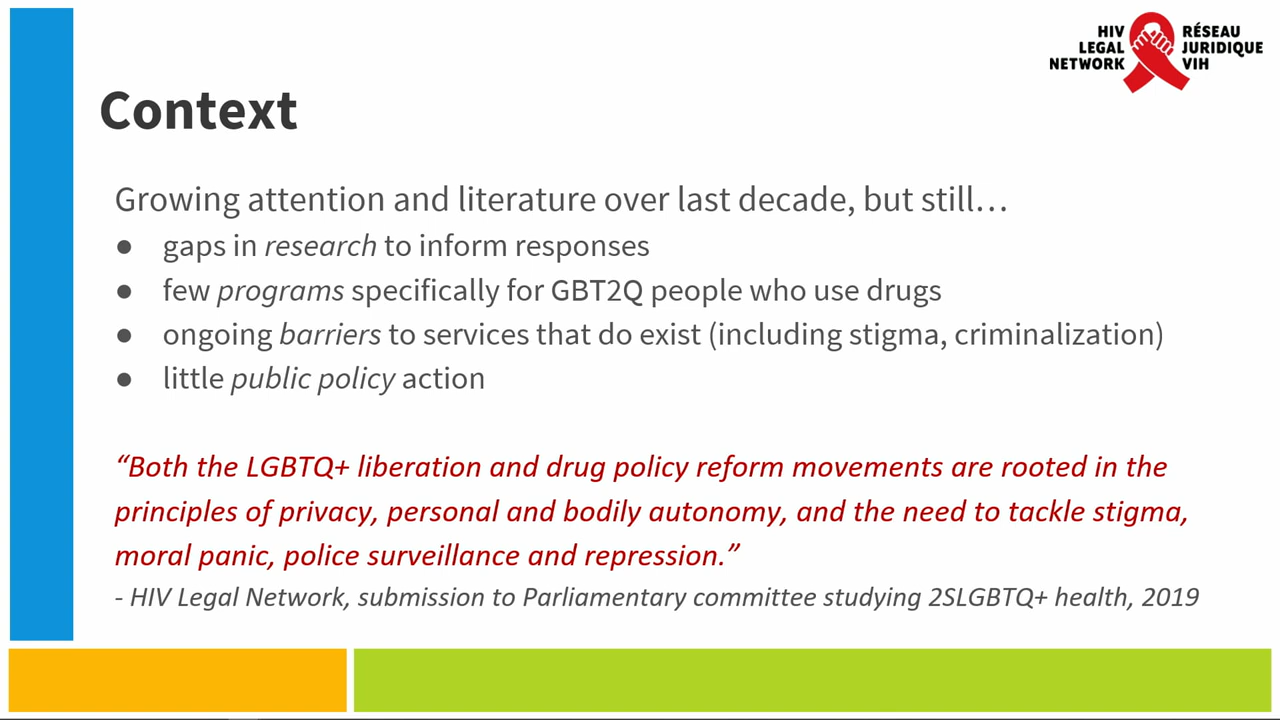 HIV
LEGAL
NETWORK
RÉSEAU
JURIDIQUE
VIH
Context
Growing attention and literature over last decade, but still…
● gaps in research to inform responses
● few programs specifically for GBT2Q people who use drugs
● ongoing barriers to services that do exist (including stigma, criminalization)
● little public policy action
“Both the LGBTQ+ liberation and drug policy reform movements are rooted in the
principles of privacy, personal and bodily autonomy, and the need to tackle stigma,
moral panic, police surveillance and repression.”
- HIV Legal Network, submission to Parliamentary committee studying 2SLGBTQ+ health, 2019